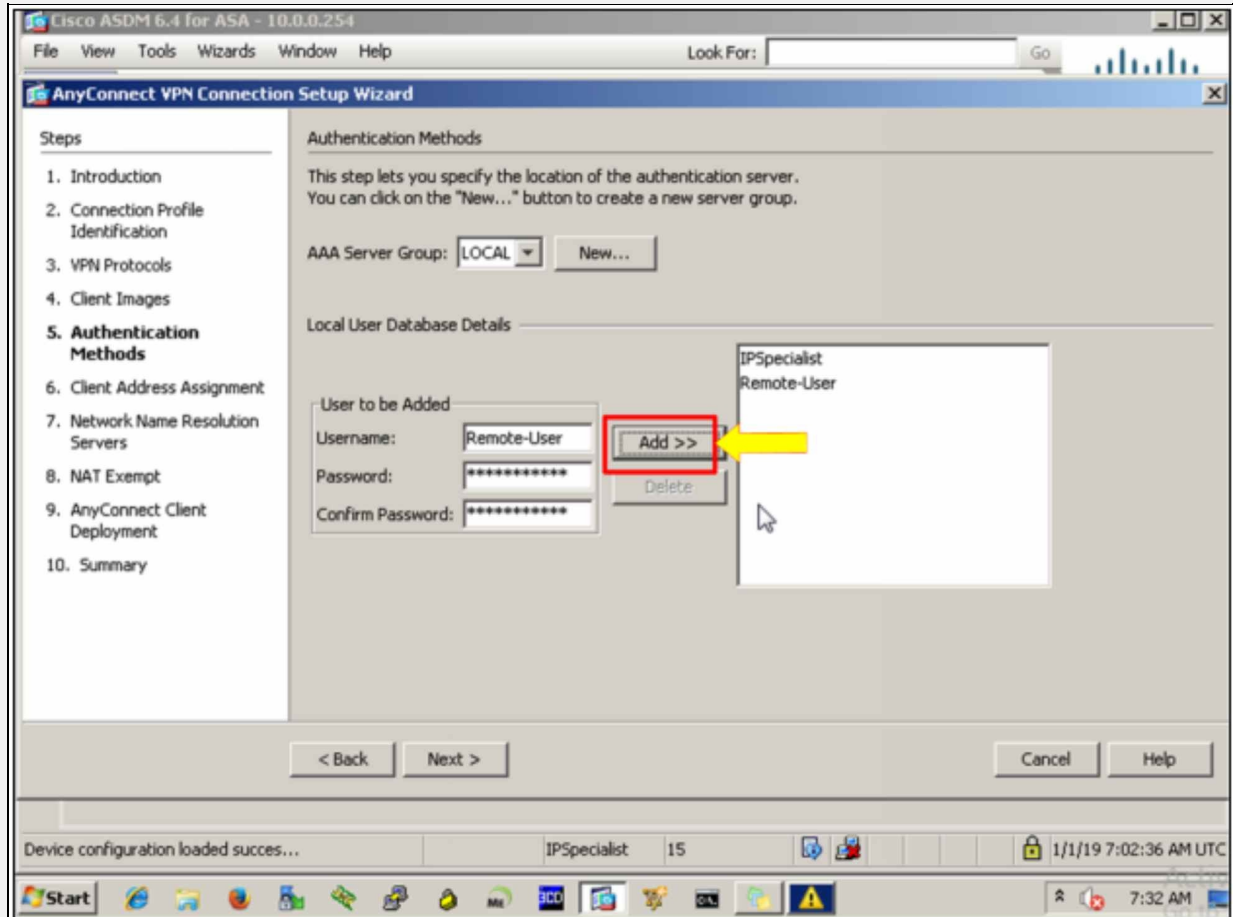 Cisco ASDM 6.4 for ASA - 10.0.0.254
File View Tools Wizards Window Help Look For: Go
AnyConnect VPN Connection Setup Wizard
Steps
1. Introduction
2. Connection Profile
Identification
3. VPN Protocols
4. Client Images
5. Authentication
Methods
6. Client Address Assignment
7. Network Name Resolution
Servers
8. NAT Exempt
9. AnyConnect Client
Deployment
10. Summary
Authentication Methods
This step lets you specify the location of the authentication server.
You can click on the "New..." button to create a new server group.
AAA Server Group: LOCAL New...
Local User Database Details
User to be Added
Username: Remote-User
Password: ***********
Confirm Password: ***********
Add >>
Delete
IPSpecialist
Remote-User
< Back Next > Cancel Help
Device configuration loaded succes... IPSpecialist 15 1/1/19 7:02:36 AM UTC
Start 7:32 AM